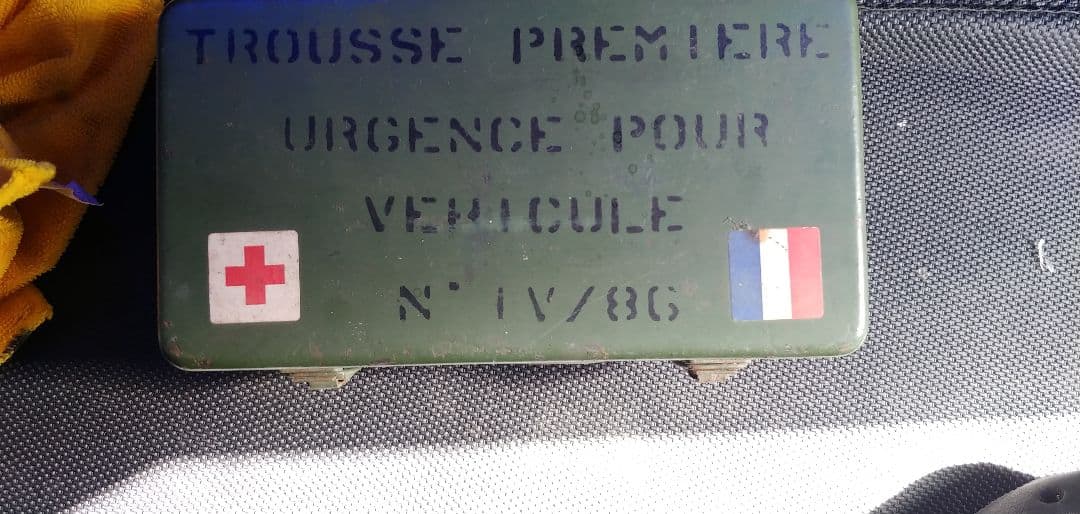 TROUSSE PREMIERE
URGENCE POUR
VEHICULE
N° IV/86